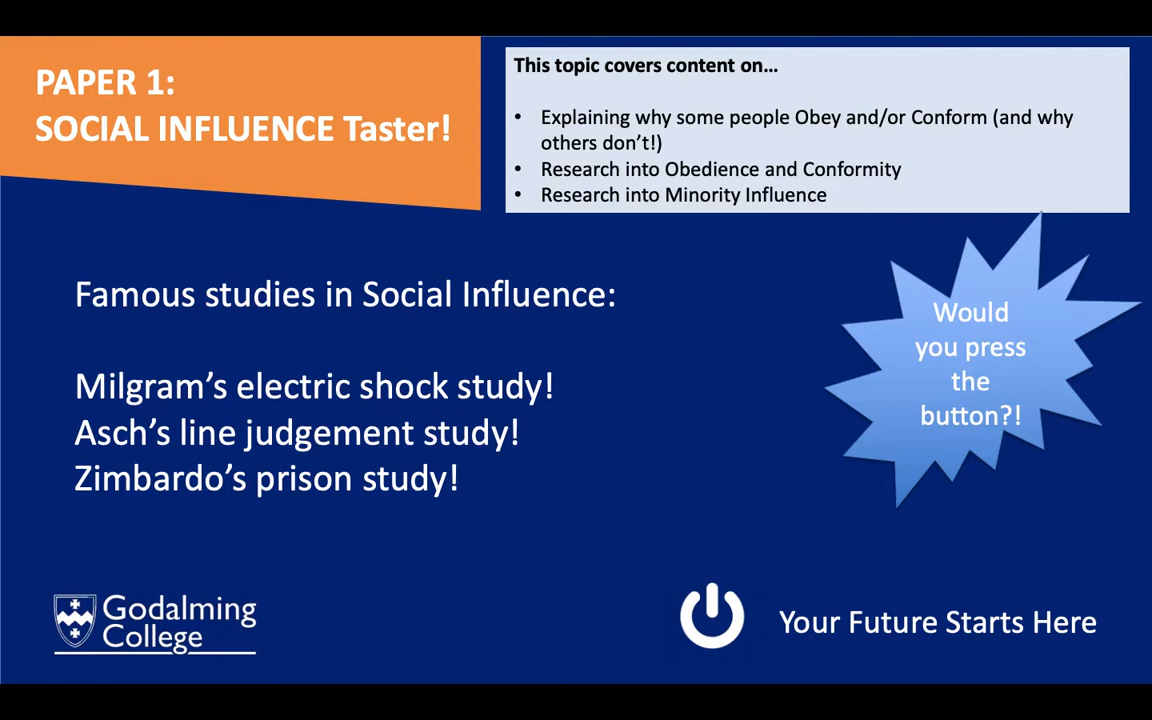 PAPER 1:
SOCIAL INFLUENCE Taster!
This topic covers content on…
• Explaining why some people Obey and/or Conform (and why
others don’t!)
• Research into Obedience and Conformity
• Research into Minority Influence
Famous studies in Social Influence:
Milgram’s electric shock study!
Asch’s line judgement study!
Zimbardo’s prison study!
Would
you press
the
button?!
Godalming
College
Your Future Starts Here